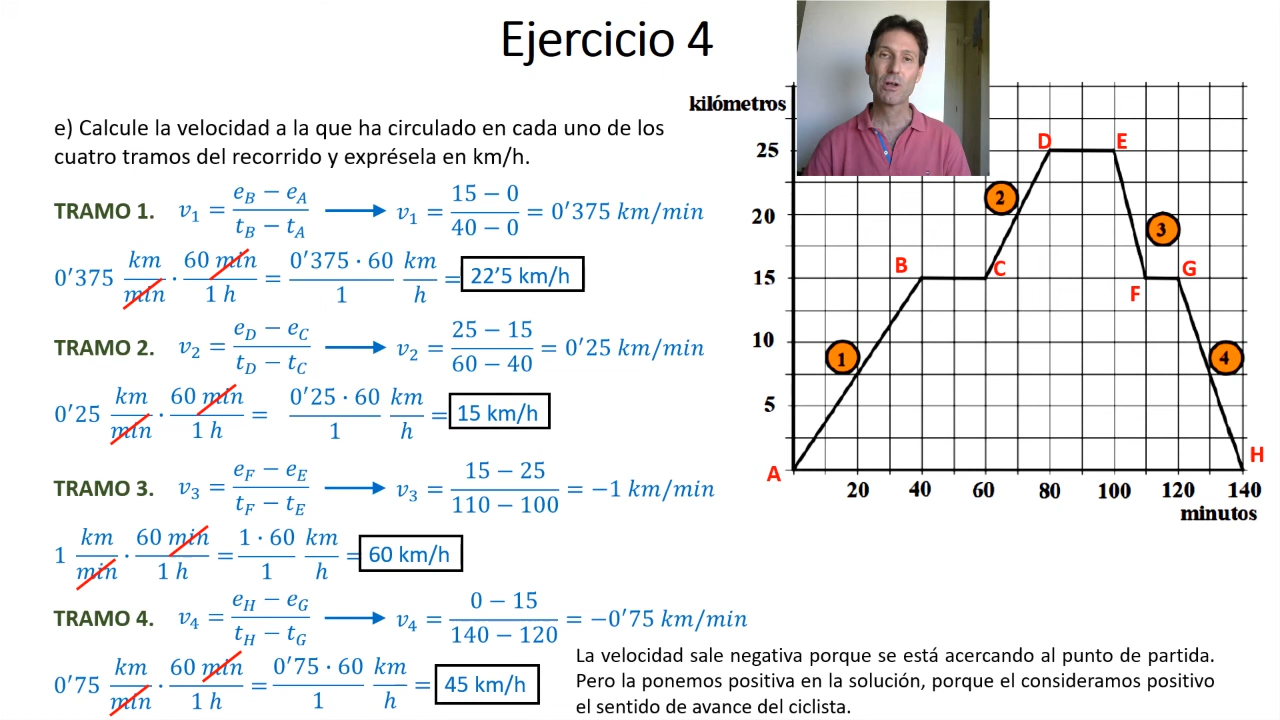 Ejercicio 4
e) Calcule la velocidad a la que ha circulado en cada uno de los
cuatro tramos del recorrido y exprésela en km/h.
TRAMO 1. v₁ = (e_B − e_A)/(t_B − t_A) → v₁ = (15 − 0)/(40 − 0) = 0'375 km/min
0'375 km/min · 60 min/1 h = (0'375 · 60)/1 km/h = 22'5 km/h
TRAMO 2. v₂ = (e_D − e_C)/(t_D − t_C) → v₂ = (25 − 15)/(60 − 40) = 0'25 km/min
0'25 km/min · 60 min/1 h = (0'25 · 60)/1 km/h = 15 km/h
TRAMO 3. v₃ = (e_F − e_E)/(t_F − t_E) → v₃ = (15 − 25)/(110 − 100) = −1 km/min
1 km/min · 60 min/1 h = (1 · 60)/1 km/h = 60 km/h
TRAMO 4. v₄ = (e_H − e_G)/(t_H − t_G) → v₄ = (0 − 15)/(140 − 120) = −0'75 km/min
0'75 km/min · 60 min/1 h = (0'75 · 60)/1 km/h = 45 km/h
kilómetros
D E
25
2
20
3
B C G
15
F
10
1 4
5
A H
20 40 60 80 100 120 140
minutos
La velocidad sale negativa porque se está acercando al punto de partida.
Pero la ponemos positiva en la solución, porque el consideramos positivo
el sentido de avance del ciclista.